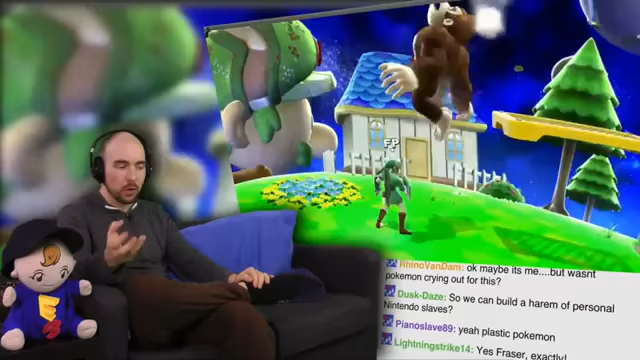 FP
RhinoVanDam: ok maybe its me....but wasnt
pokemon crying out for this?
Dusk-Daze: So we can build a harem of personal
Nintendo slaves?
Pianoslave89: yeah plastic pokemon
Lightningstrike14: Yes Fraser, exactly!
E3